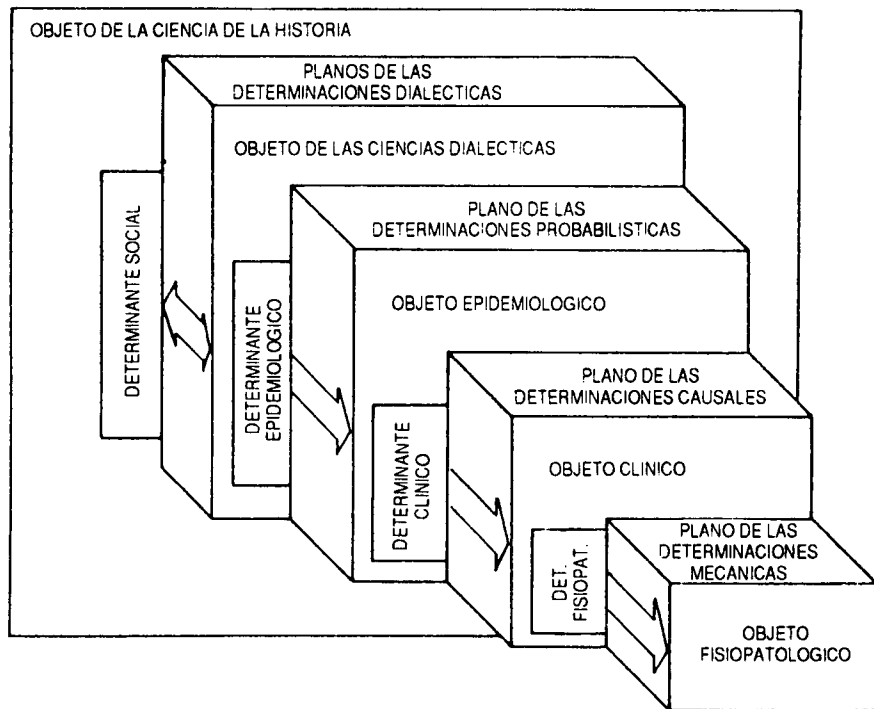 OBJETO DE LA CIENCIA DE LA HISTORIA
PLANOS DE LAS
DETERMINACIONES DIALECTICAS
OBJETO DE LAS CIENCIAS DIALECTICAS
DETERMINANTE SOCIAL
PLANO DE LAS
DETERMINACIONES PROBABILISTICAS
DETERMINANTE
EPIDEMIOLOGICO
OBJETO EPIDEMIOLOGICO
PLANO DE LAS
DETERMINACIONES CAUSALES
DETERMINANTE
CLINICO
OBJETO CLINICO
PLANO DE LAS
DETERMINACIONES
MECANICAS
DET.
FISIOPAT.
OBJETO
FISIOPATOLOGICO